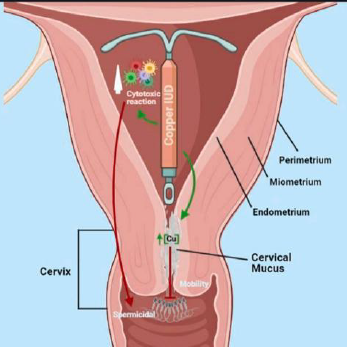 Cytotoxic
reaction
Copper IUD
Perimetrium
Miometrium
Endometrium
[Cu]
Cervical
Mucus
Cervix
Mobility
Spermicidal